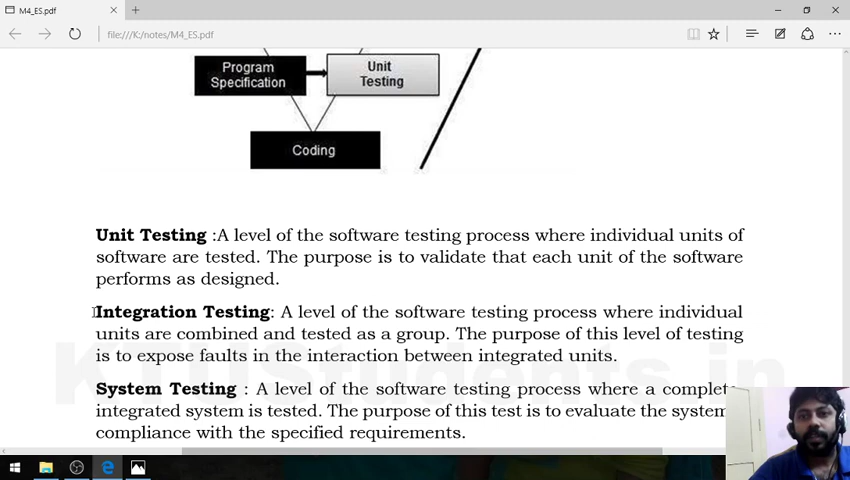 M4_ES.pdf
file:///K:/notes/M4_ES.pdf
Program
Specification
Unit
Testing
Coding
Unit Testing :A level of the software testing process where individual units of
software are tested. The purpose is to validate that each unit of the software
performs as designed.
Integration Testing: A level of the software testing process where individual
units are combined and tested as a group. The purpose of this level of testing
is to expose faults in the interaction between integrated units.
System Testing : A level of the software testing process where a complete
integrated system is tested. The purpose of this test is to evaluate the system
compliance with the specified requirements.
KTUStudents.in